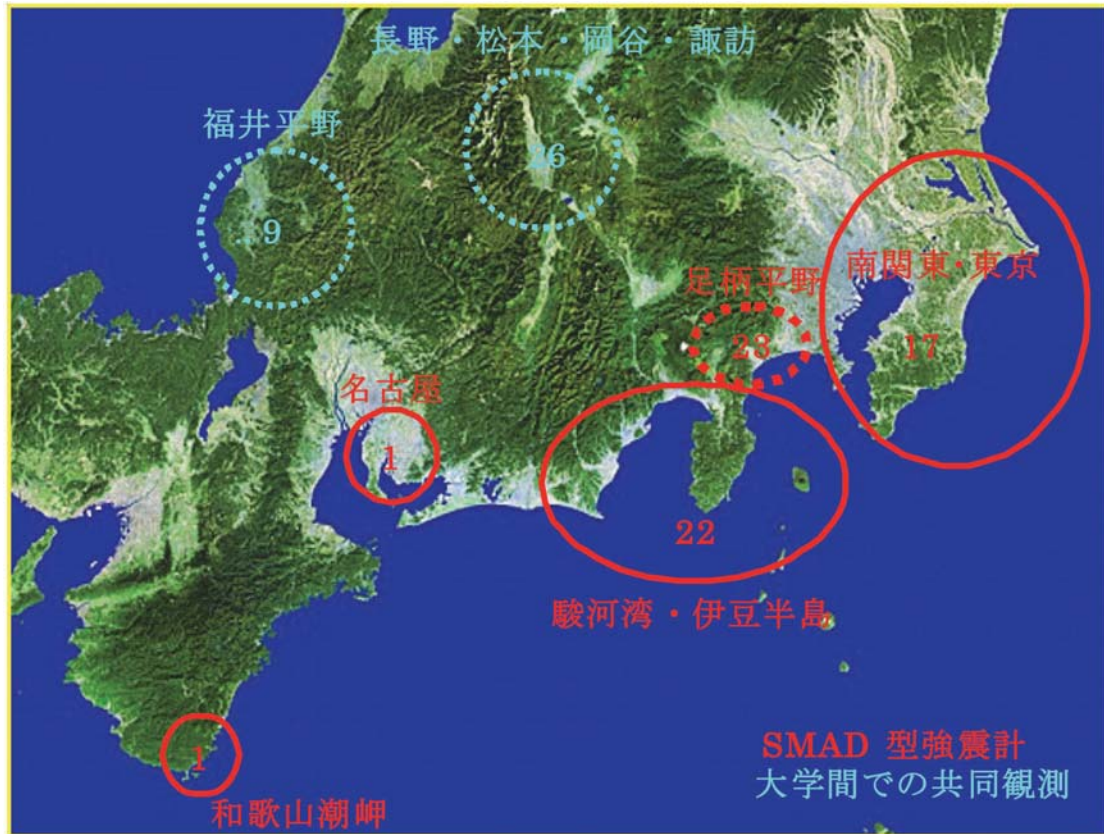 長野・松本・岡谷・諏訪
福井平野
26
9
南関東・東京
足柄平野
23
17
名古屋
1
22
駿河湾・伊豆半島
1
和歌山潮岬
SMAD 型強震計
大学間での共同観測